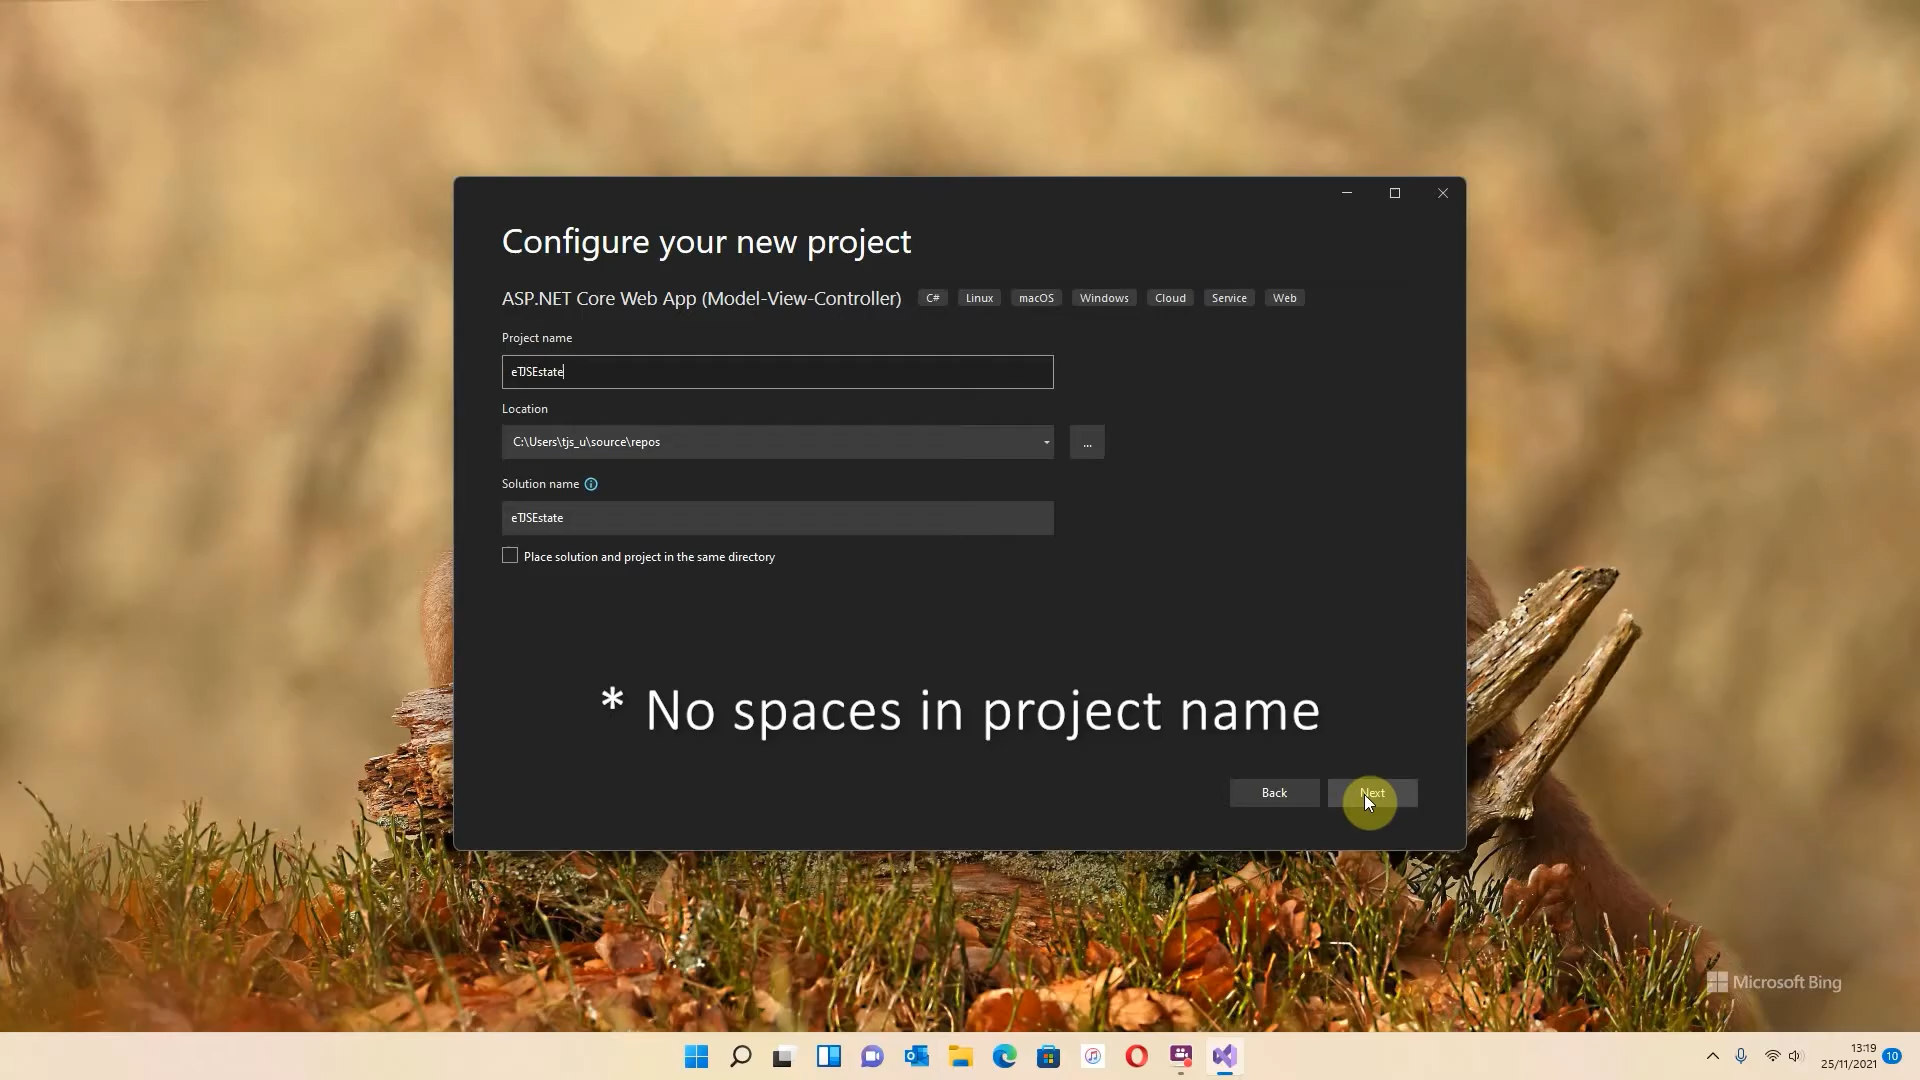 Configure your new project
ASP.NET Core Web App (Model-View-Controller) C# Linux macOS Windows Cloud Service Web
Project name
eTJSEstate
Location
C:\Users\tjs_u\source\repos
...
Solution name
eTJSEstate
Place solution and project in the same directory
* No spaces in project name
Back Next
Microsoft Bing
13:19
25/11/2021 10